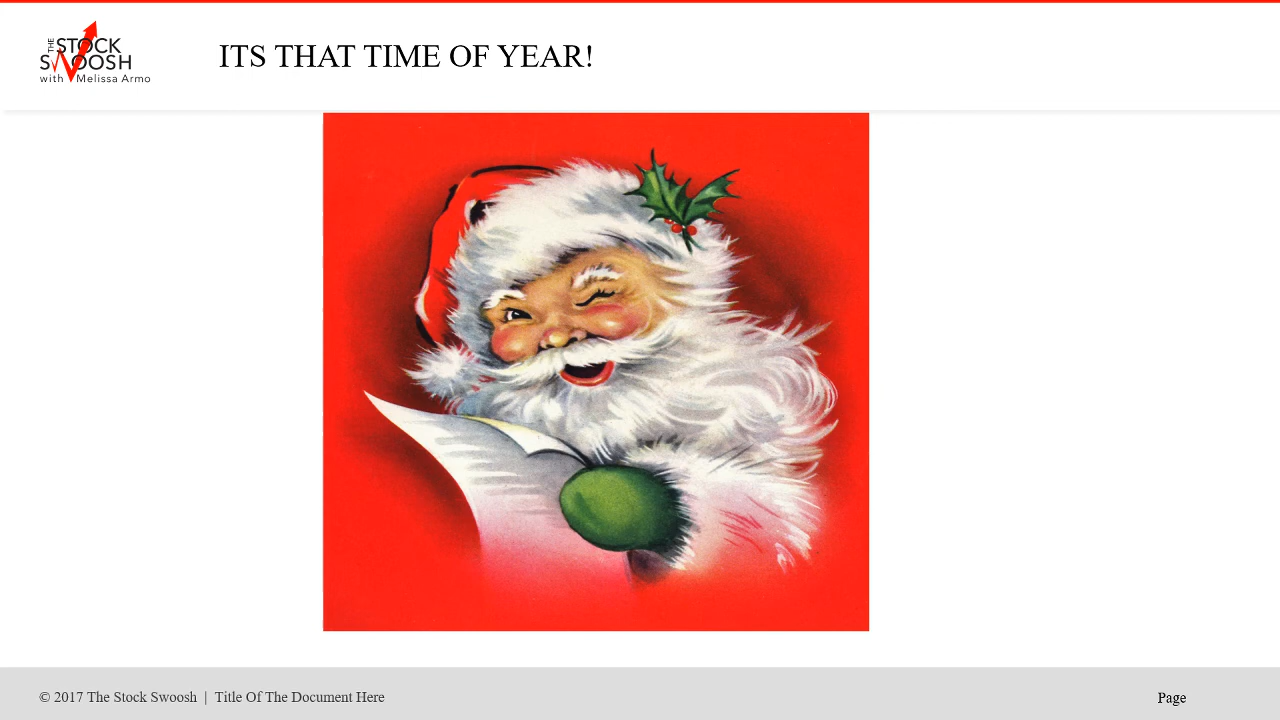 THE STOCK
SWOOSH
with Melissa Armo
ITS THAT TIME OF YEAR!
© 2017 The Stock Swoosh | Title Of The Document Here
Page